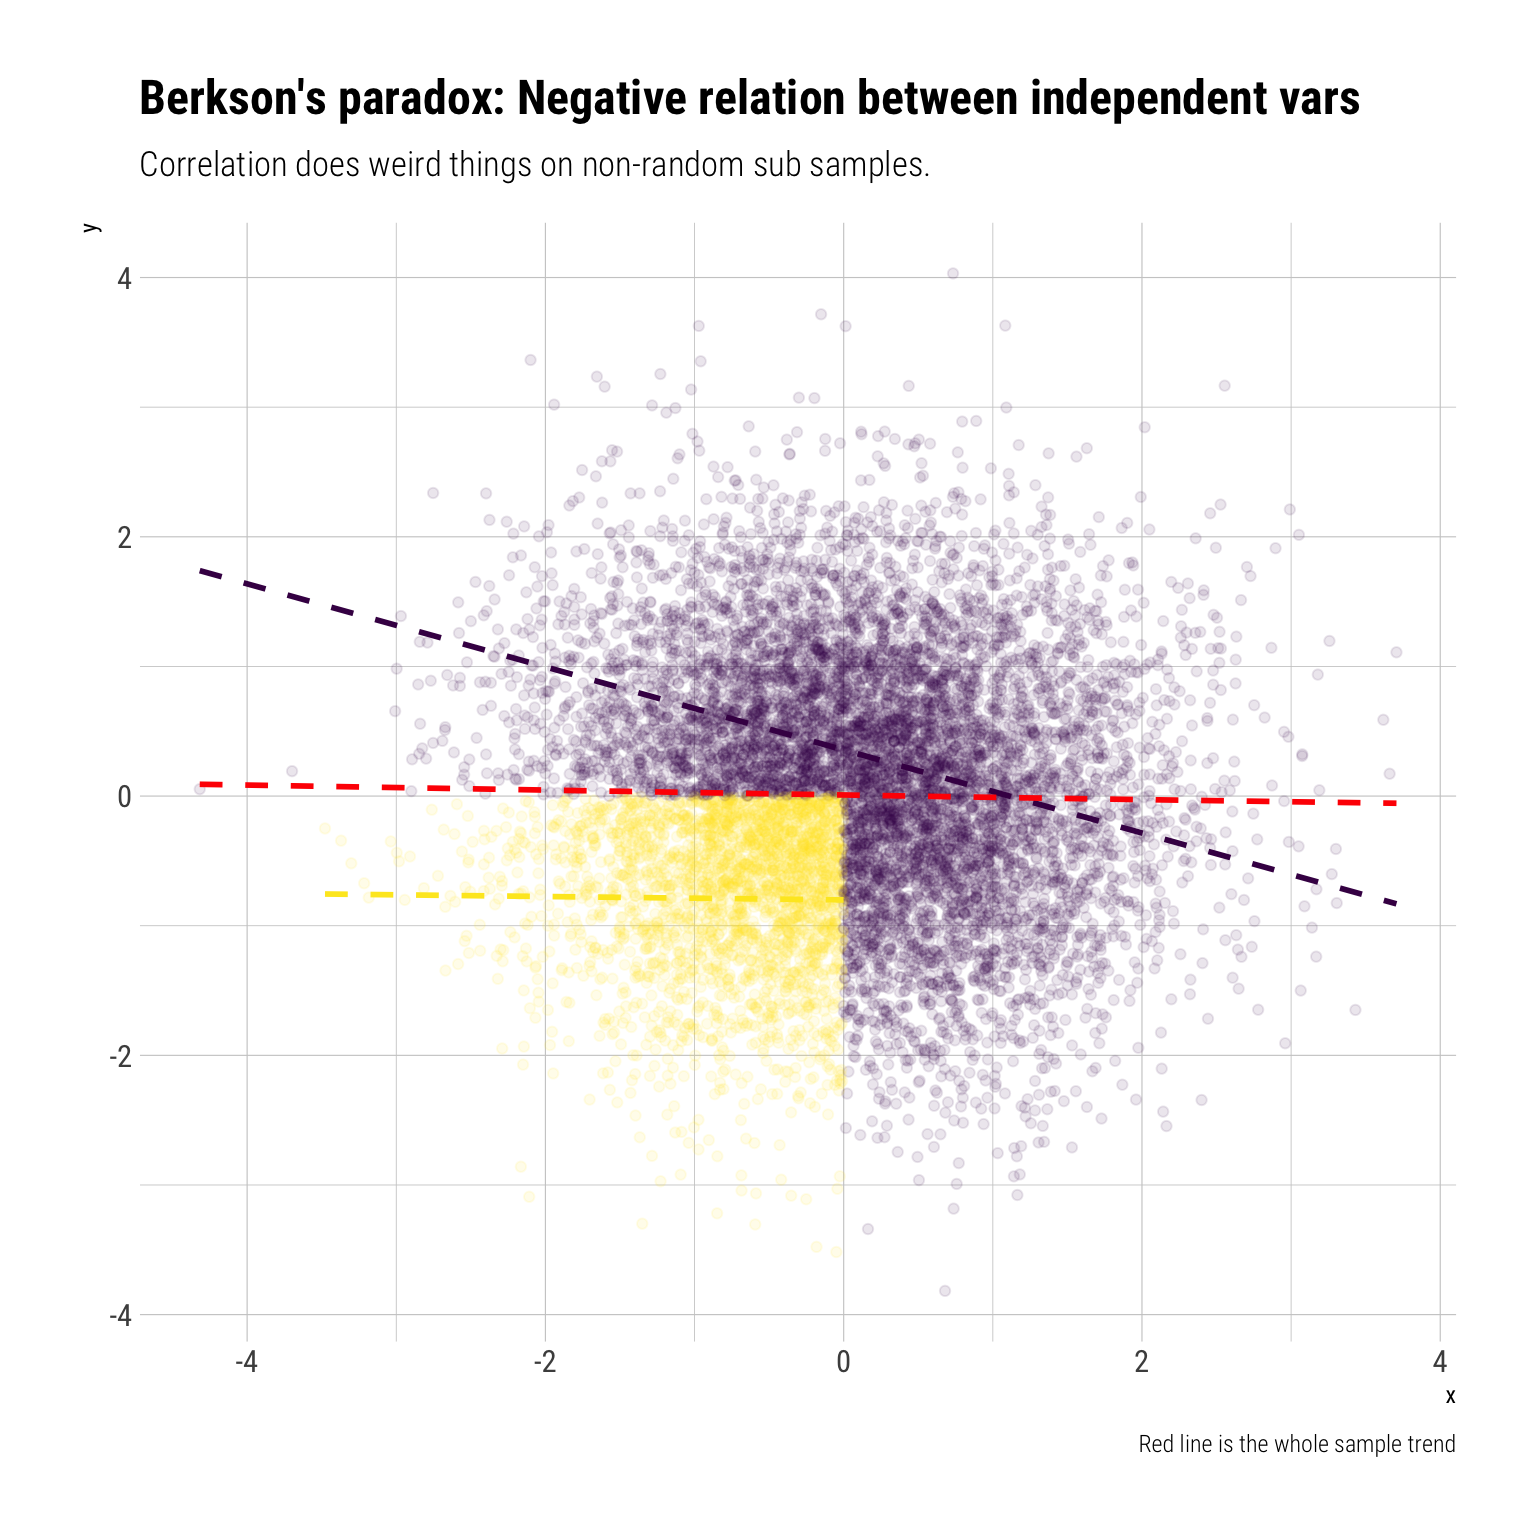 Berkson's paradox: Negative relation between independent vars
Correlation does weird things on non-random sub samples.
y
4
2
0
-2
-4
-4
-2
0
2
4
x
Red line is the whole sample trend